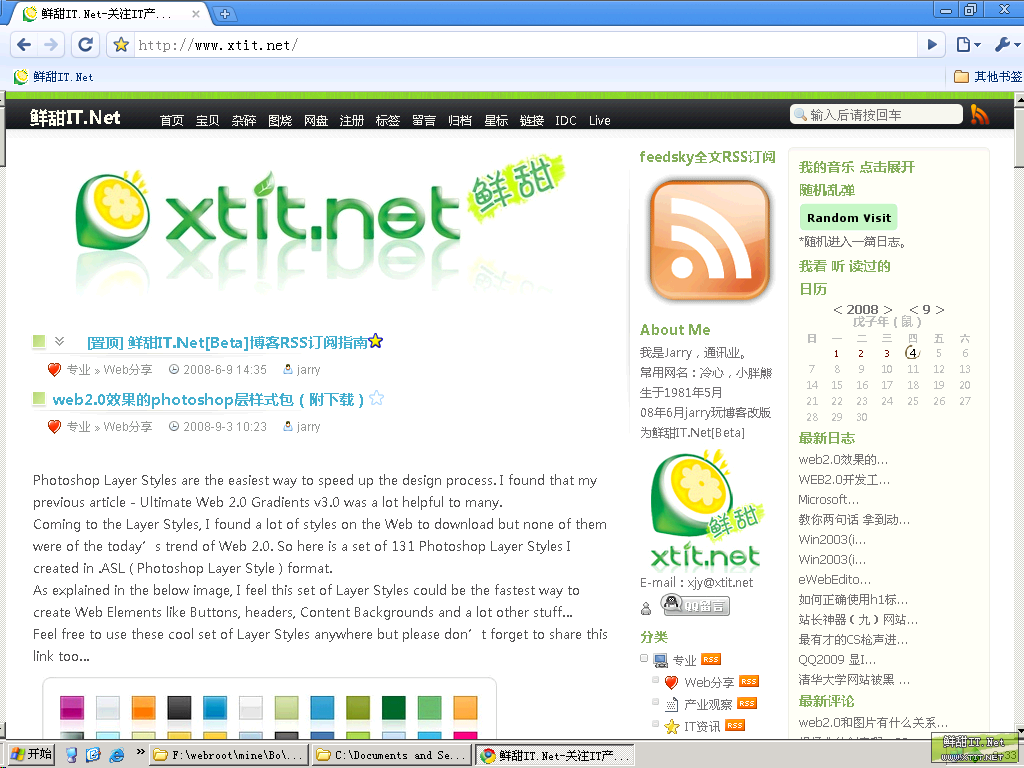 鲜甜IT.Net-关注IT产...
http://www.xtit.net/
鲜甜IT.Net
其他书签
鲜甜IT.Net
首页 宝贝 杂碎 图烧 网盘 注册 标签 留言 归档 星标 链接 IDC Live
输入后请按回车
xtit.net 鲜甜
[置顶] 鲜甜IT.Net[Beta]博客RSS订阅指南
专业 » Web分享 2008-6-9 14:35 jarry
web2.0效果的photoshop层样式包（附下载）
专业 » Web分享 2008-9-3 10:23 jarry
Photoshop Layer Styles are the easiest way to speed up the design process. I found that my
previous article - Ultimate Web 2.0 Gradients v3.0 was a lot helpful to many.
Coming to the Layer Styles, I found a lot of styles on the Web to download but none of them
were of the today’s trend of Web 2.0. So here is a set of 131 Photoshop Layer Styles I
created in .ASL ( Photoshop Layer Style ) format.
As explained in the below image, I feel this set of Layer Styles could be the fastest way to
create Web Elements like Buttons, headers, Content Backgrounds and a lot other stuff...
Feel free to use these cool set of Layer Styles anywhere but please don’t forget to share this
link too...
feedsky全文RSS订阅
About Me
我是Jarry，通讯业。
常用网名：冷心，小胖熊
生于1981年5月
08年6月jarry玩博客改版
为鲜甜IT.Net[Beta]
鲜甜
xtit.net
E-mail：xjy@xtit.net
QQ留言
分类
专业 RSS
Web分享 RSS
产业观察 RSS
IT资讯 RSS
我的音乐 点击展开
随机乱弹
Random Visit
*随机进入一篇日志。
我看 听 读过的
日历
< 2008 > < 9 >
戊子年（鼠）
日 一 二 三 四 五 六
1 2 3 4 5 6
7 8 9 10 11 12 13
14 15 16 17 18 19 20
21 22 23 24 25 26 27
28 29 30
最新日志
web2.0效果的...
WEB2.0开发工...
Microsoft...
教你两句话 拿到动...
Win2003(i...
Win2003(i...
eWebEdito...
如何正确使用h1标...
站长神器（九）网站...
最有才的CS枪声进...
QQ2009 显I...
清华大学网站被黑 ...
最新评论
web2.0和图片有什么关系...
开始
F:\webroot\mine\Bo\...
C:\Documents and Se...
鲜甜IT.Net-关注IT产...
鲜甜IT.Net
WWW.XTIT.NET